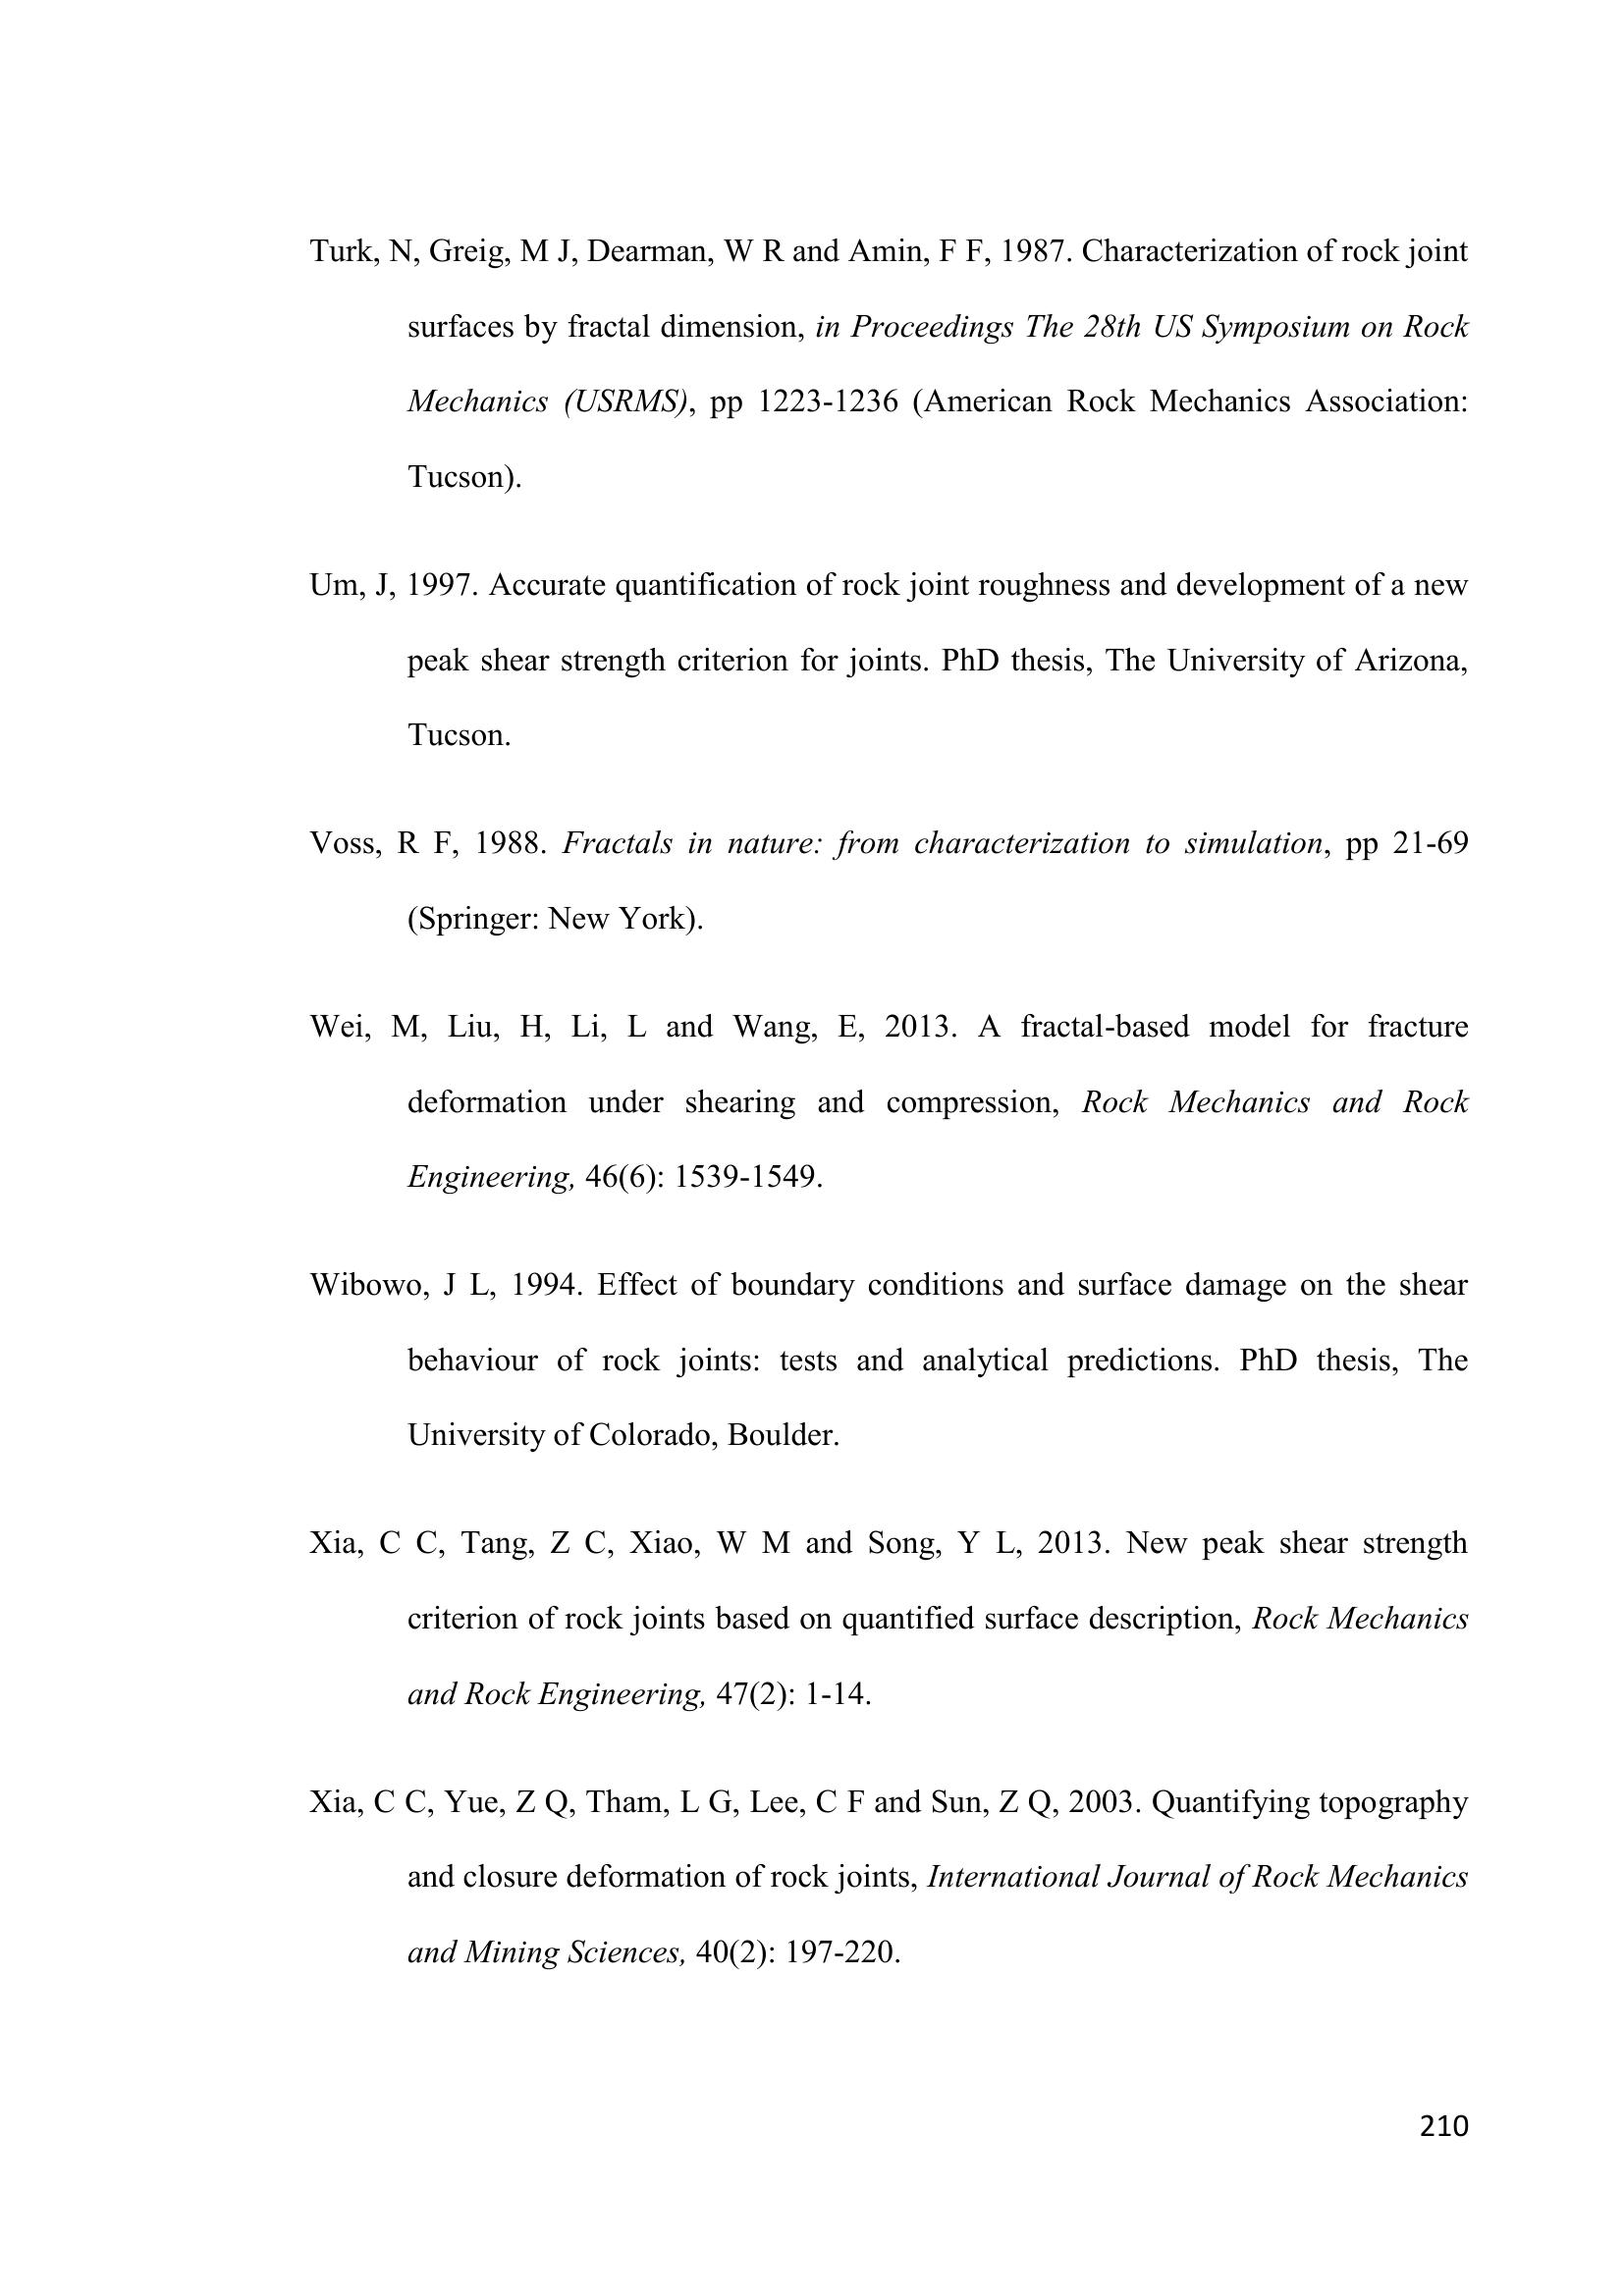 Turk, N, Greig, M J, Dearman, W R and Amin, F F, 1987. Characterization of rock joint
surfaces by fractal dimension, in Proceedings The 28th US Symposium on Rock
Mechanics (USRMS), pp 1223-1236 (American Rock Mechanics Association:
Tucson).
Um, J, 1997. Accurate quantification of rock joint roughness and development of a new
peak shear strength criterion for joints. PhD thesis, The University of Arizona,
Tucson.
Voss, R F, 1988. Fractals in nature: from characterization to simulation, pp 21-69
(Springer: New York).
Wei, M, Liu, H, Li, L and Wang, E, 2013. A fractal-based model for fracture
deformation under shearing and compression, Rock Mechanics and Rock
Engineering, 46(6): 1539-1549.
Wibowo, J L, 1994. Effect of boundary conditions and surface damage on the shear
behaviour of rock joints: tests and analytical predictions. PhD thesis, The
University of Colorado, Boulder.
Xia, C C, Tang, Z C, Xiao, W M and Song, Y L, 2013. New peak shear strength
criterion of rock joints based on quantified surface description, Rock Mechanics
and Rock Engineering, 47(2): 1-14.
Xia, C C, Yue, Z Q, Tham, L G, Lee, C F and Sun, Z Q, 2003. Quantifying topography
and closure deformation of rock joints, International Journal of Rock Mechanics
and Mining Sciences, 40(2): 197-220.
210